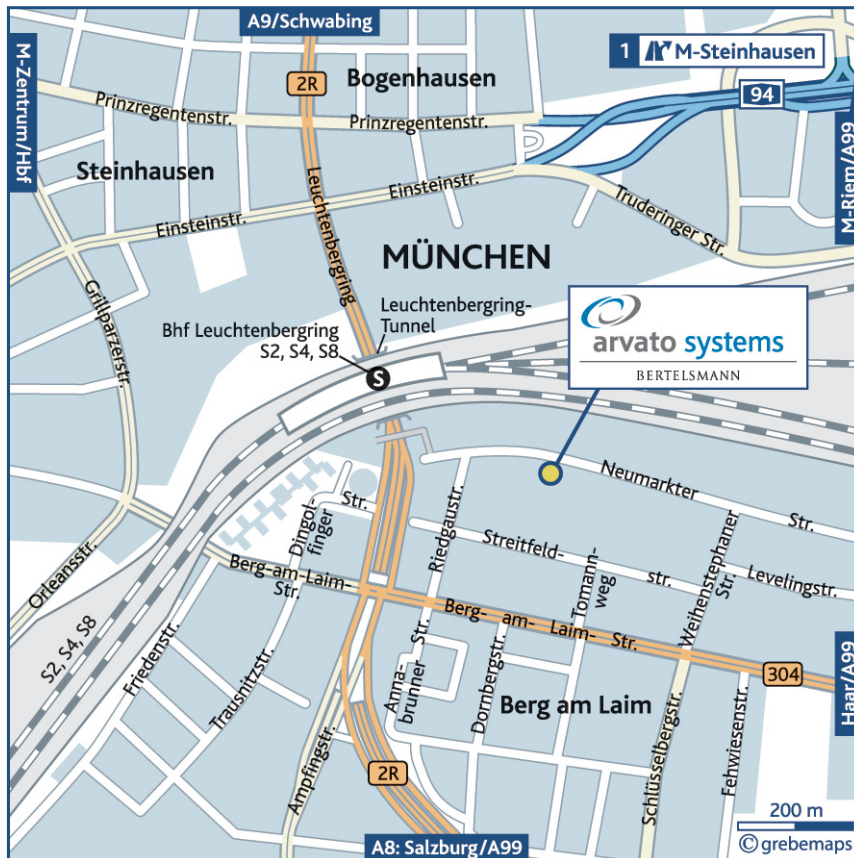 A9/Schwabing
M-Zentrum/Hbf
2R
Bogenhausen
1 M-Steinhausen
94
M-Riem/A99
Prinzregentenstr.
Prinzregentenstr.
Steinhausen
Leuchtenbergring
Einsteinstr.
Einsteinstr.
Truderinger Str.
MÜNCHEN
Grillparzerstr.
Leuchtenbergring-
Tunnel
Bhf Leuchtenbergring
S2, S4, S8
S
arvato systems
BERTELSMANN
Neumarkter
Str.
Dingol-
finger
Str.
Riedgaustr.
Streitfeld-
str.
Tomann-
weg
Weihenstephaner
Str.
Levelingstr.
Orleansstr.
Berg-am-Laim-
Str.
Berg- am- Laim- Str.
S2, S4, S8
Friedenstr.
Trausnitzstr.
Anna-
brunner
Str.
Dornbergstr.
Berg am Laim
304
Haar/A99
Ampfingstr.
2R
Schlüsselbergstr.
Fehwiesenstr.
200 m
A8: Salzburg/A99
© grebemaps